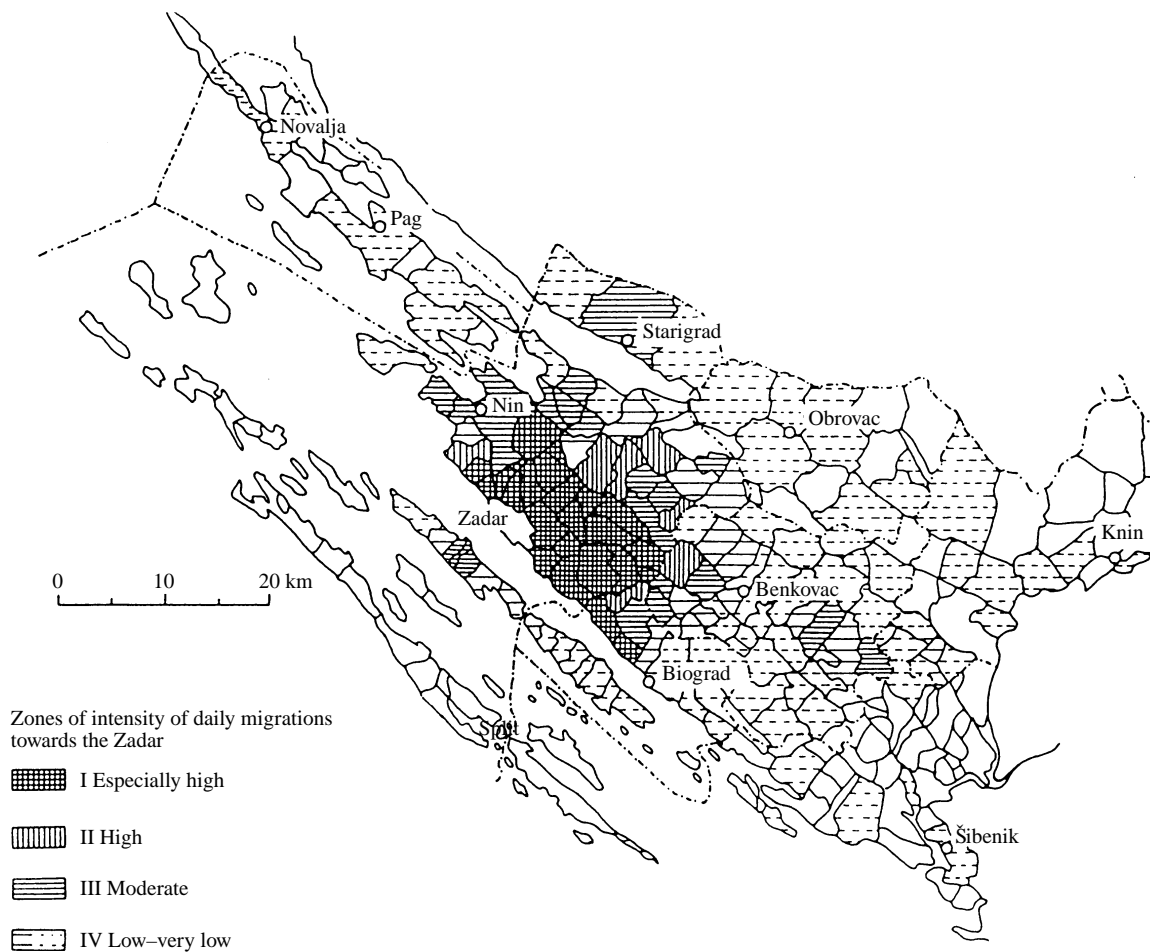 Novalja
Pag
Starigrad
Nin
Obrovac
Zadar
Knin
0 10 20 km
Benkovac
Biograd
Split
Zones of intensity of daily migrations
towards the Zadar
I Especially high
II High
III Moderate
IV Low–very low
Šibenik